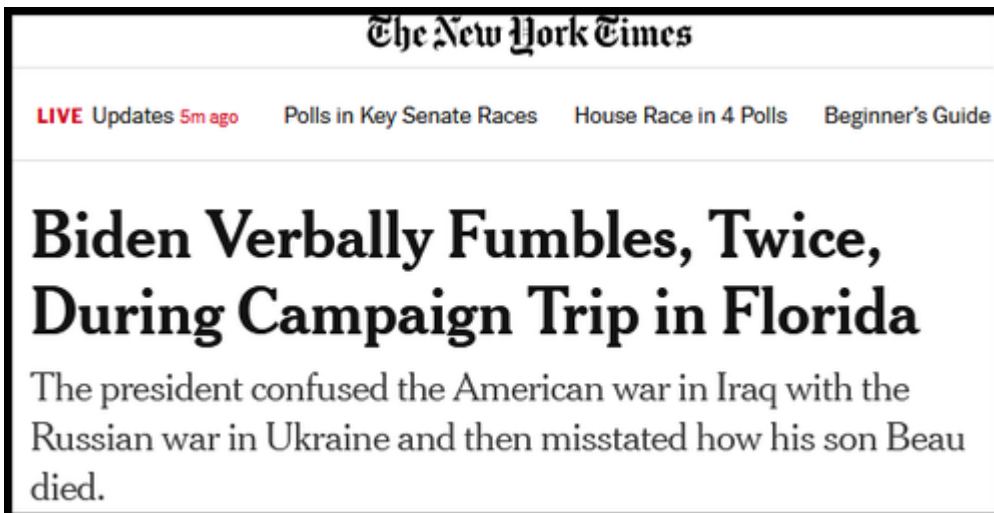 The New York Times
LIVE Updates 5m ago Polls in Key Senate Races House Race in 4 Polls Beginner's Guide
Biden Verbally Fumbles, Twice,
During Campaign Trip in Florida
The president confused the American war in Iraq with the
Russian war in Ukraine and then misstated how his son Beau
died.